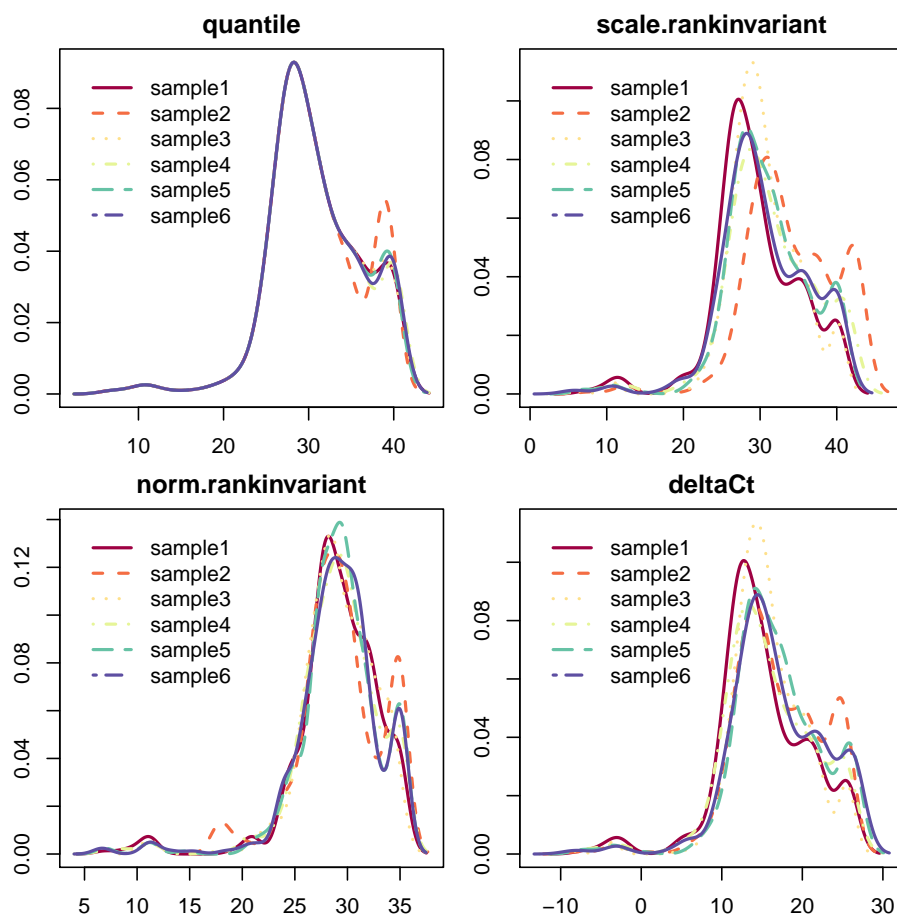 quantile
0.00 0.02 0.04 0.06 0.08
sample1
sample2
sample3
sample4
sample5
sample6
10 20 30 40
scale.rankinvariant
0.00 0.04 0.08
sample1
sample2
sample3
sample4
sample5
sample6
0 10 20 30 40
norm.rankinvariant
0.00 0.04 0.08 0.12
sample1
sample2
sample3
sample4
sample5
sample6
5 10 15 20 25 30 35
deltaCt
0.00 0.04 0.08
sample1
sample2
sample3
sample4
sample5
sample6
−10 0 10 20 30